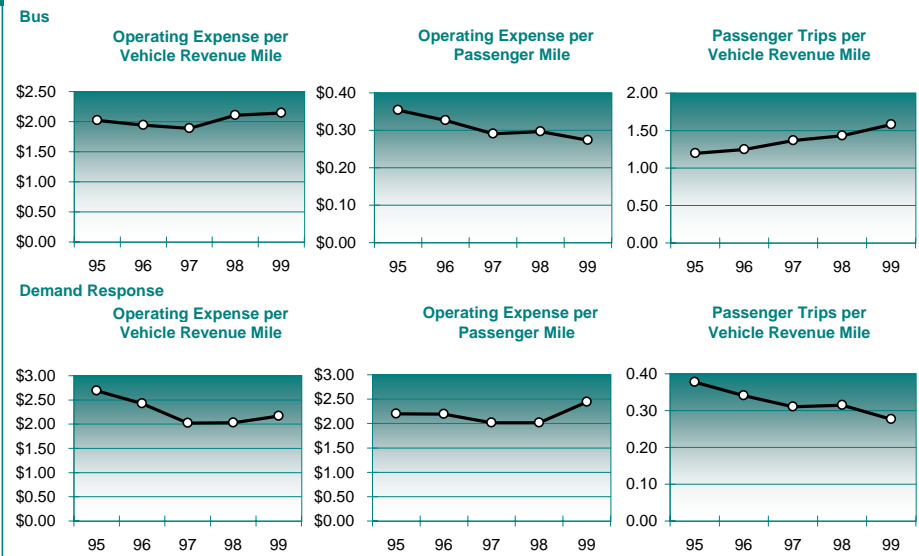 Bus
Operating Expense per
Vehicle Revenue Mile
$2.50
$2.00
$1.50
$1.00
$0.50
$0.00
95 96 97 98 99
Operating Expense per
Passenger Mile
$0.40
$0.30
$0.20
$0.10
$0.00
95 96 97 98 99
Passenger Trips per
Vehicle Revenue Mile
2.00
1.50
1.00
0.50
0.00
95 96 97 98 99
Demand Response
Operating Expense per
Vehicle Revenue Mile
$3.00
$2.50
$2.00
$1.50
$1.00
$0.50
$0.00
95 96 97 98 99
Operating Expense per
Passenger Mile
$3.00
$2.50
$2.00
$1.50
$1.00
$0.50
$0.00
95 96 97 98 99
Passenger Trips per
Vehicle Revenue Mile
0.40
0.30
0.20
0.10
0.00
95 96 97 98 99